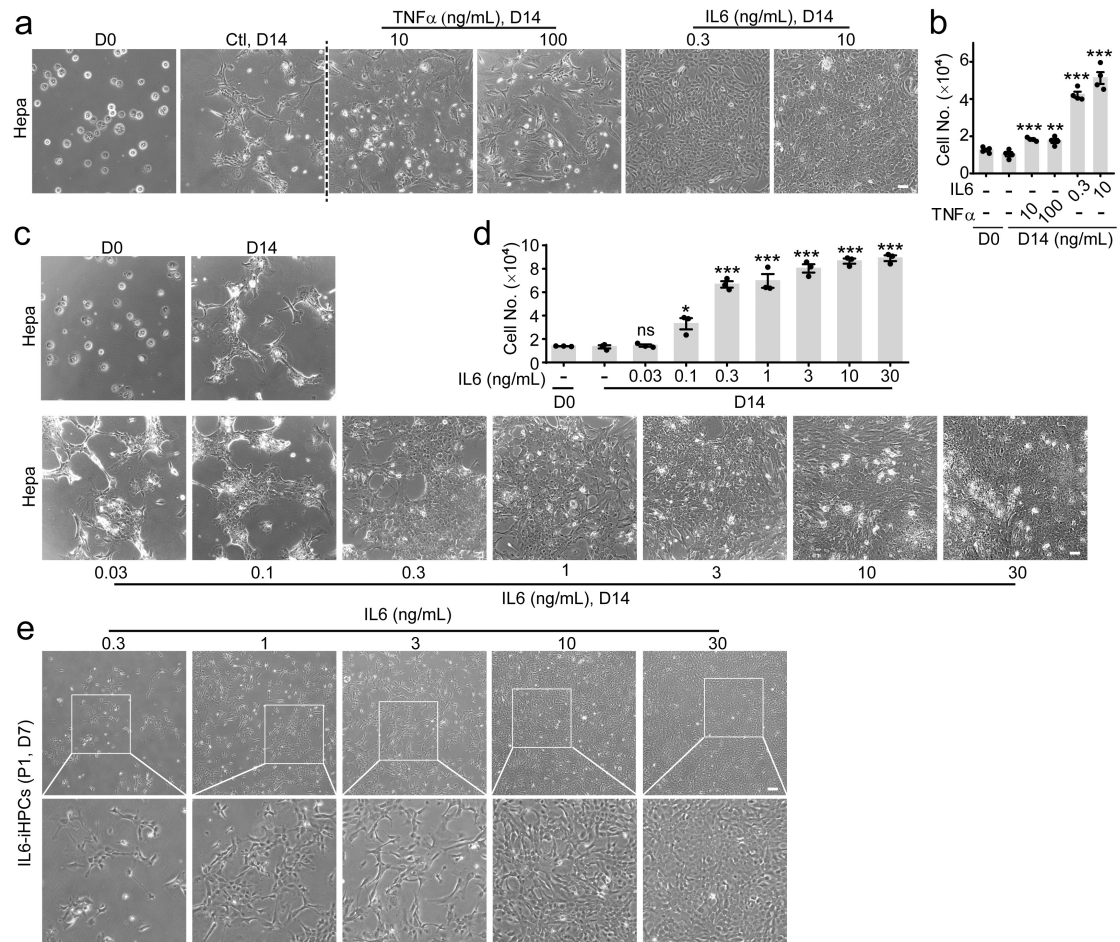 a
TNFα (ng/mL), D14
IL6 (ng/mL), D14
D0
Ctl, D14
10
100
0.3
10
Hepa
b
Cell No. (×10⁴)
6
4
2
0
*** ** *** ***
IL6 - - - - 0.3 10
TNFα - - 10 100 - -
D0 D14 (ng/mL)
c
D0
D14
Hepa
d
Cell No. (×10⁴)
10
8
6
4
2
0
ns * *** *** *** *** ***
IL6 (ng/mL) - - 0.03 0.1 0.3 1 3 10 30
D0 D14
Hepa
0.03 0.1 0.3 1 3 10 30
IL6 (ng/mL), D14
e
IL6 (ng/mL)
0.3 1 3 10 30
IL6-iHPCs (P1, D7)